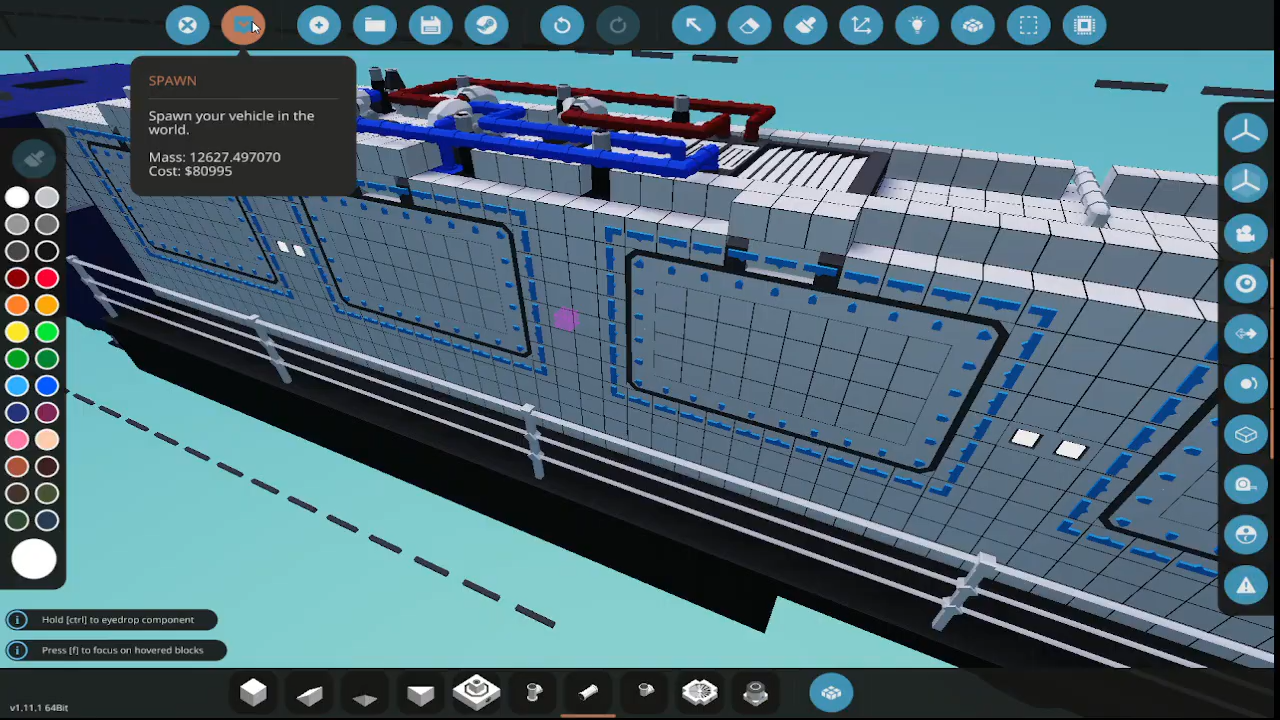 SPAWN
Spawn your vehicle in the
world.
Mass: 12627.497070
Cost: $80995
Hold [ctrl] to eyedrop component
Press [f] to focus on hovered blocks
v1.11.1 64Bit